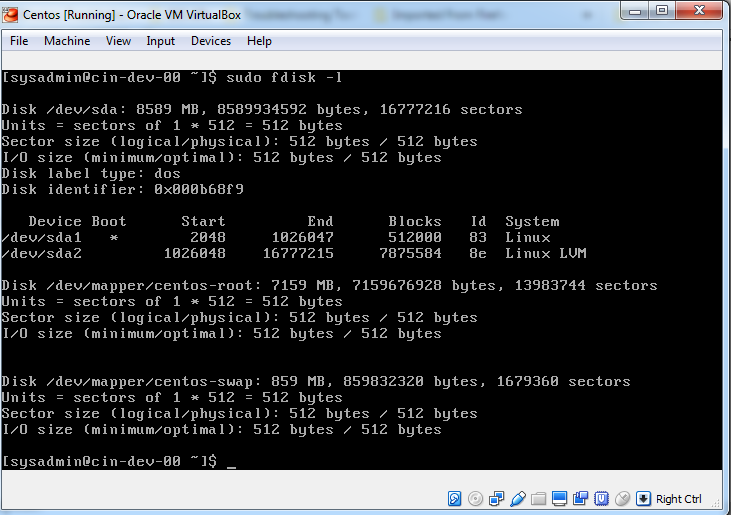 Centos [Running] - Oracle VM VirtualBox
File Machine View Input Devices Help
[sysadmin@cin-dev-00 ~]$ sudo fdisk -l
Disk /dev/sda: 8589 MB, 8589934592 bytes, 16777216 sectors
Units = sectors of 1 * 512 = 512 bytes
Sector size (logical/physical): 512 bytes / 512 bytes
I/O size (minimum/optimal): 512 bytes / 512 bytes
Disk label type: dos
Disk identifier: 0x000b68f9
Device Boot Start End Blocks Id System
/dev/sda1 * 2048 1026047 512000 83 Linux
/dev/sda2 1026048 16777215 7875584 8e Linux LVM
Disk /dev/mapper/centos-root: 7159 MB, 7159676928 bytes, 13983744 sectors
Units = sectors of 1 * 512 = 512 bytes
Sector size (logical/physical): 512 bytes / 512 bytes
I/O size (minimum/optimal): 512 bytes / 512 bytes
Disk /dev/mapper/centos-swap: 859 MB, 859832320 bytes, 1679360 sectors
Units = sectors of 1 * 512 = 512 bytes
Sector size (logical/physical): 512 bytes / 512 bytes
I/O size (minimum/optimal): 512 bytes / 512 bytes
[sysadmin@cin-dev-00 ~]$ _
Right Ctrl